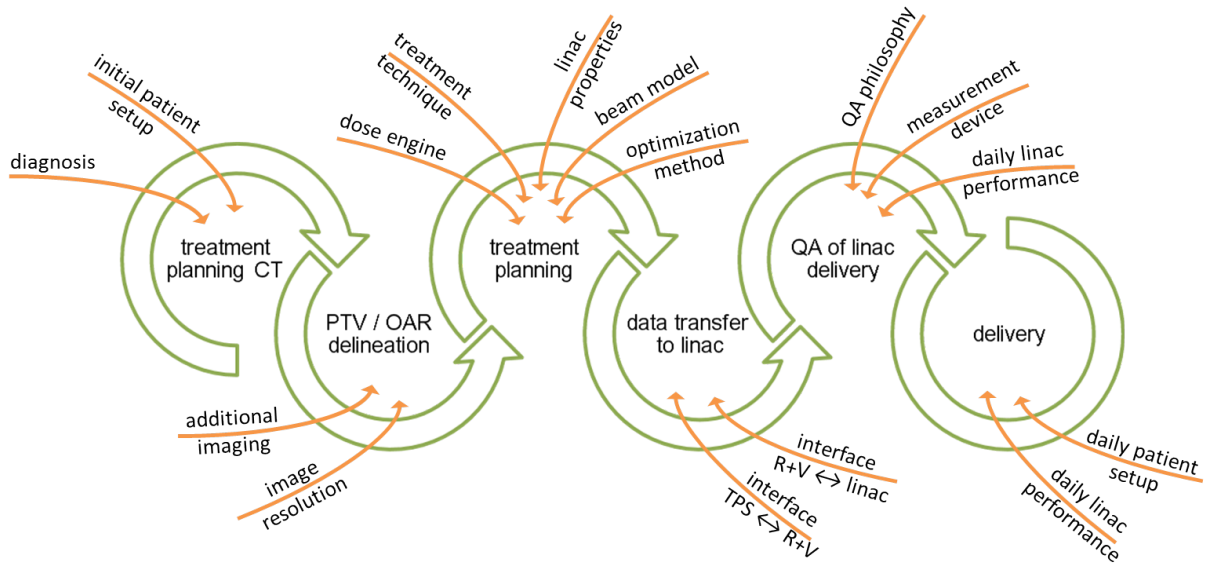 initial patient
setup
diagnosis
treatment
planning CT
additional
imaging
image
resolution
PTV / OAR
delineation
dose engine
treatment
technique
linac
properties
beam model
optimization
method
treatment
planning
data transfer
to linac
interface
R+V ↔ linac
interface
TPS ↔ R+V
QA philosophy
measurement
device
daily linac
performance
QA of linac
delivery
delivery
daily patient
setup
daily linac
performance